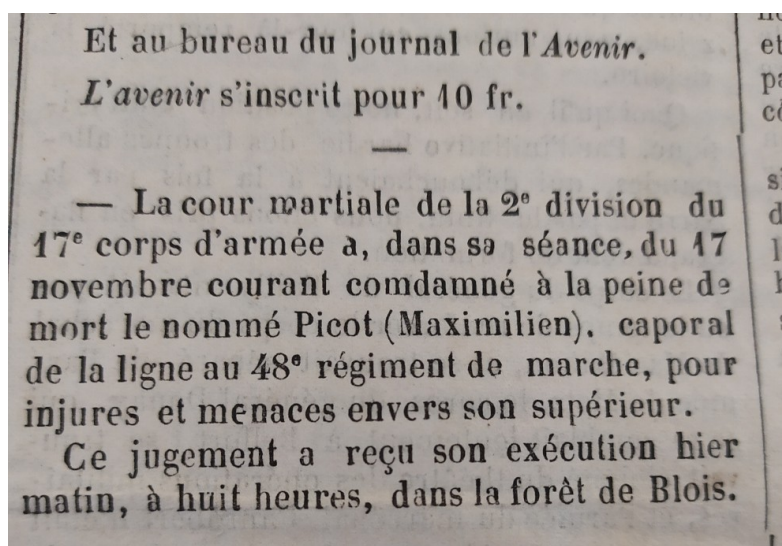 Et au bureau du journal de l'Avenir.
L'avenir s'inscrit pour 10 fr.
— La cour martiale de la 2e division du
17e corps d'armée a, dans sa séance, du 17
novembre courant comdamné à la peine de
mort le nommé Picot (Maximilien), caporal
de la ligne au 48e régiment de marche, pour
injures et menaces envers son supérieur.
Ce jugement a reçu son exécution hier
matin, à huit heures, dans la forêt de Blois.